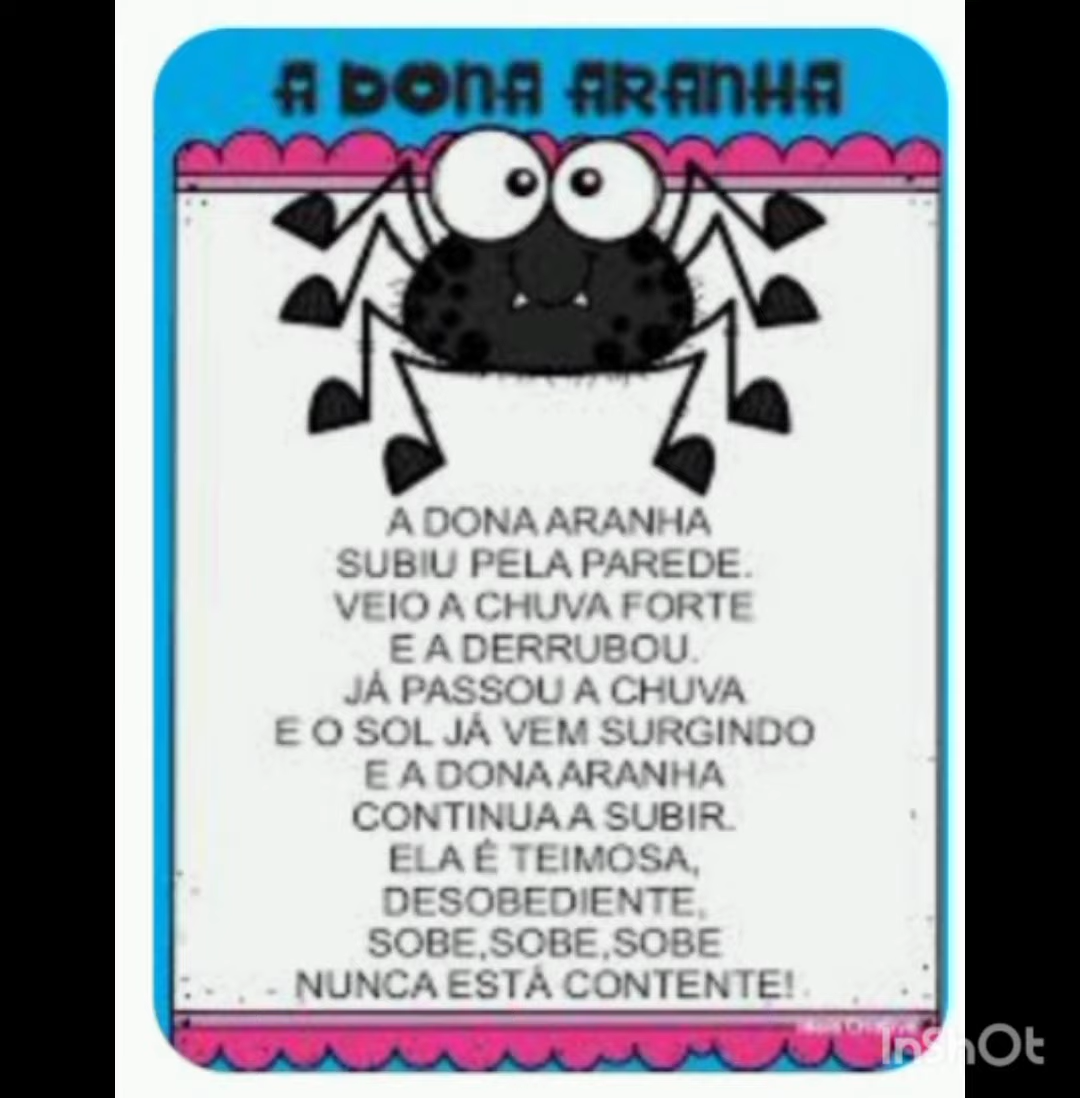 A DONA ARANHA
A DONA ARANHA
SUBIU PELA PAREDE.
VEIO A CHUVA FORTE
E A DERRUBOU.
JÁ PASSOU A CHUVA
E O SOL JÁ VEM SURGINDO
E A DONA ARANHA
CONTINUA A SUBIR.
ELA É TEIMOSA,
DESOBEDIENTE,
SOBE,SOBE,SOBE
NUNCA ESTÁ CONTENTE!
InShOt